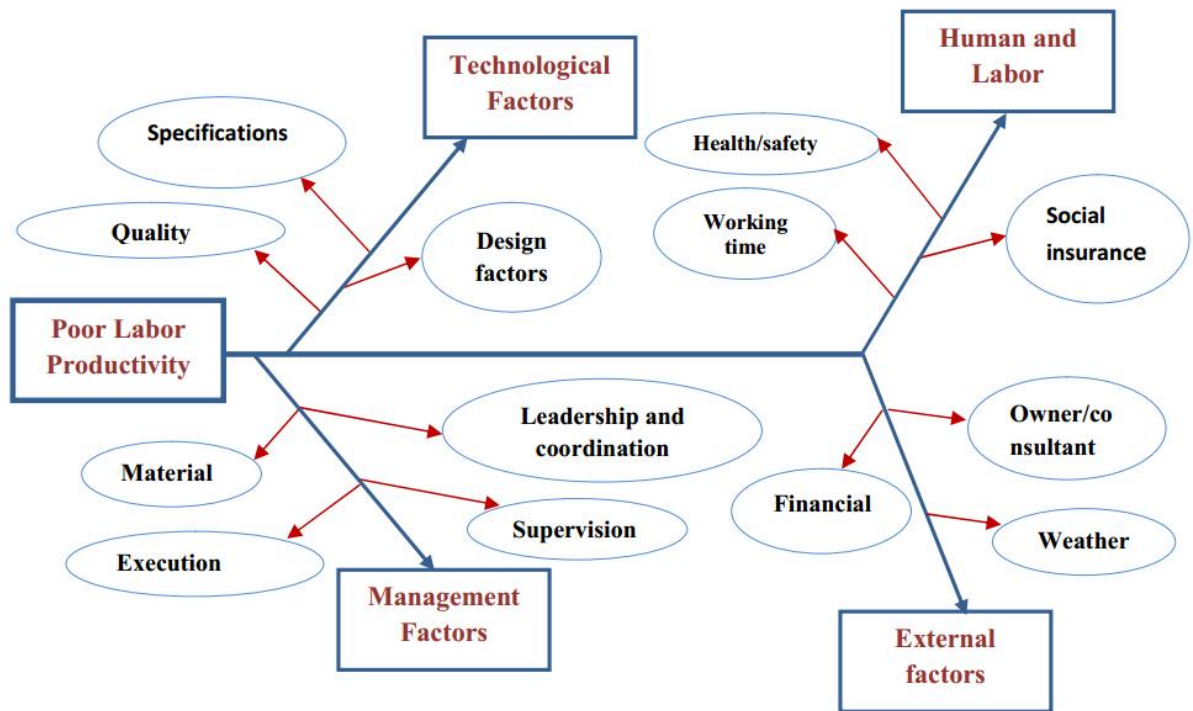 Technological
Factors
Human and
Labor
Specifications
Health/safety
Quality
Design
factors
Working
time
Social
insurance
Poor Labor
Productivity
Leadership and
coordination
Owner/co
nsultant
Material
Financial
Supervision
Weather
Execution
Management
Factors
External
factors